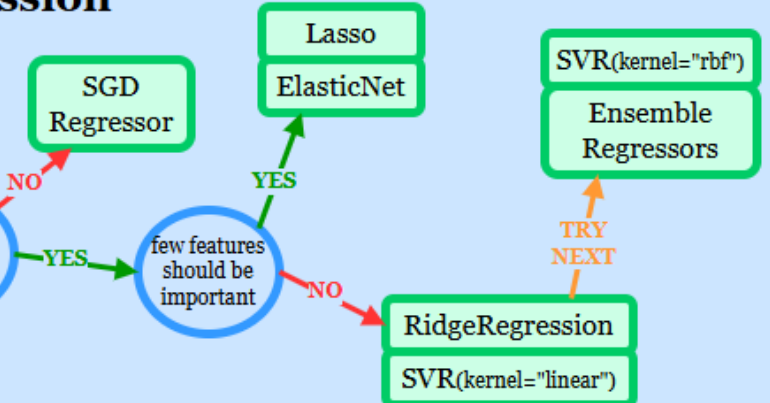 ssion
Lasso
ElasticNet
SVR(kernel="rbf")
Ensemble
Regressors
SGD
Regressor
NO
YES
YES
few features
should be
important
NO
TRY
NEXT
RidgeRegression
SVR(kernel="linear")